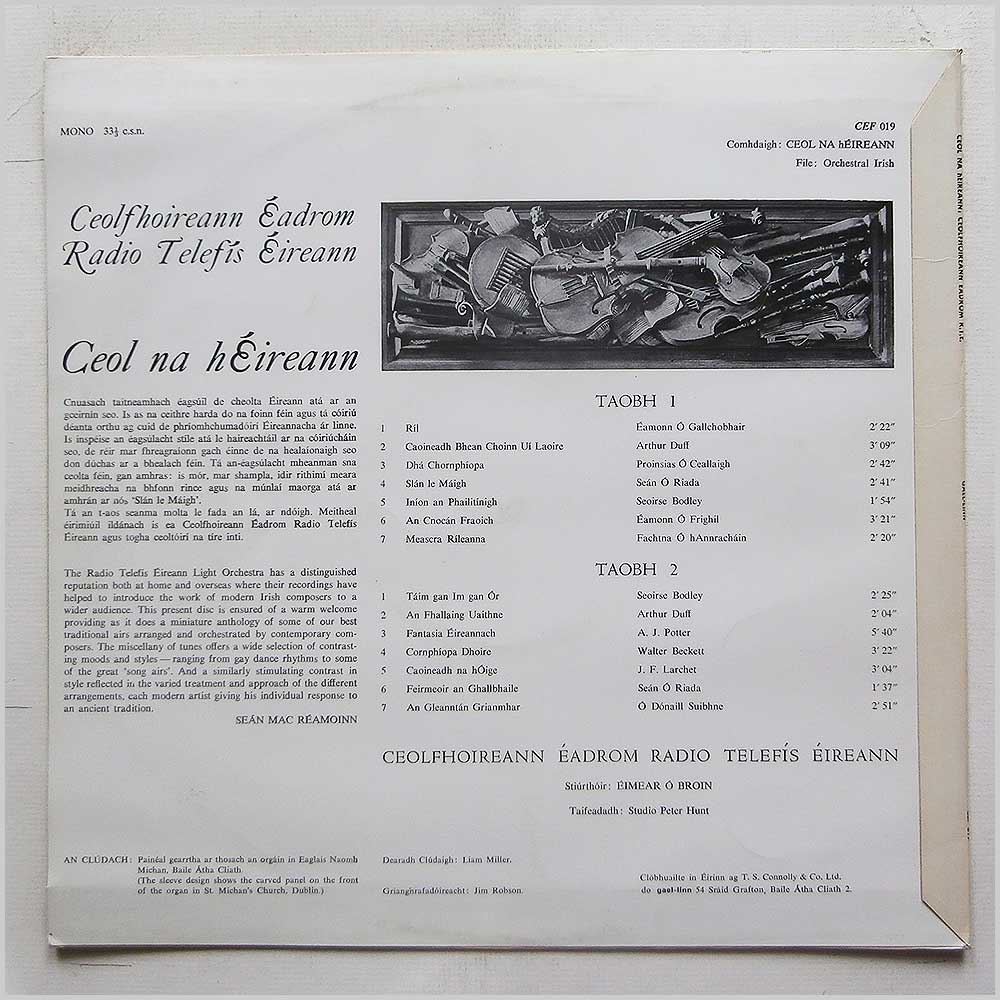 MONO 33⅓ c.s.n.
CEF 019
Comhdaigh: CEOL NA hÉIREANN
File: Orchestral Irish
Ceolfhoireann Éadrom
Radio Telefís Éireann
Ceol na hÉireann
Cnuasach taitneamhach éagsúil de cheolta Éireann atá ar an
gceirnín seo. Is as na ceithre harda do na foinn féin agus tá cóiriú
déanta orthu ag cuid de phríomhchumadóirí Éireannacha ár linne.
Is inspéise an éagsúlacht stíle atá le haireachtáil ar na cóiriúcháin
seo, de réir mar fhreagraíonn gach éinne de na healaíonaigh seo
don dúchas ar a bhealach féin. Tá an-éagsúlacht mheanman sna
ceolta féin, gan amhras: is mór, mar shampla, idir rithimí meara
meidhreacha na bhfonn rince agus na múnlaí maorga atá ar
amhrán ar nós 'Slán le Máigh'.
Tá an t-aos seanma molta le fada an lá, ar ndóigh. Meitheal
éirimiúil ildánach is ea Ceolfhoireann Éadrom Radio Telefís
Éireann agus togha ceoltóirí na tíre inti.
The Radio Telefís Éireann Light Orchestra has a distinguished
reputation both at home and overseas where their recordings have
helped to introduce the work of modern Irish composers to a
wider audience. This present disc is ensured of a warm welcome
providing as it does a miniature anthology of some of our best
traditional airs arranged and orchestrated by contemporary com-
posers. The miscellany of tunes offers a wide selection of contrast-
ing moods and styles — ranging from gay dance rhythms to some
of the great 'song airs'. And a similarly stimulating contrast in
style reflected in the varied treatment and approach of the different
arrangements, each modern artist giving his individual response to
an ancient tradition.
SEÁN MAC RÉAMOINN
TAOBH 1
1 Ríl Éamonn Ó Gallchobhair 2′ 22″
2 Caoineadh Bhean Choinn Uí Laoire Arthur Duff 3′ 09″
3 Dhá Chornphíopa Proinsias Ó Ceallaigh 2′ 42″
4 Slán le Máigh Seán Ó Riada 2′ 41″
5 Iníon an Phailitínigh Seoirse Bodley 1′ 54″
6 An Cnocán Fraoich Éamonn Ó Frighil 3′ 21″
7 Meascra Ríleanna Fachtna Ó hAnnracháin 2′ 20″
TAOBH 2
1 Táim gan Im gan Ór Seoirse Bodley 2′ 25″
2 An Fhallaing Uaithne Arthur Duff 2′ 04″
3 Fantasia Éireannach A. J. Potter 5′ 40″
4 Cornphíopa Dhoire Walter Beckett 3′ 22″
5 Caoineadh na hÓige J. F. Larchet 3′ 04″
6 Feirmeoir an Ghallbhaile Seán Ó Riada 1′ 37″
7 An Gleanntán Grianmhar Ó Dónaill Suibhne 2′ 51″
CEOLFHOIREANN ÉADROM RADIO TELEFÍS ÉIREANN
Stiúrthóir: ÉIMEAR Ó BROIN
Taifeadadh: Studio Peter Hunt
AN CLÚDACH: Painéal gearrtha ar thosach an orgáin in Eaglais Naomh
Michan, Baile Átha Cliath.
(The sleeve design shows the carved panel on the front
of the organ in St. Michan's Church, Dublin.)
Dearadh Clúdaigh: Liam Miller.
Grianghrafadóireacht: Jim Robson.
Clóbhuailte in Éirinn ag T. S. Connolly & Co. Ltd.
do gael-linn 54 Sráid Grafton, Baile Átha Cliath 2.
CEOL NA hÉIREANN: CEOLFHOIREANN ÉADROM R.T.É.